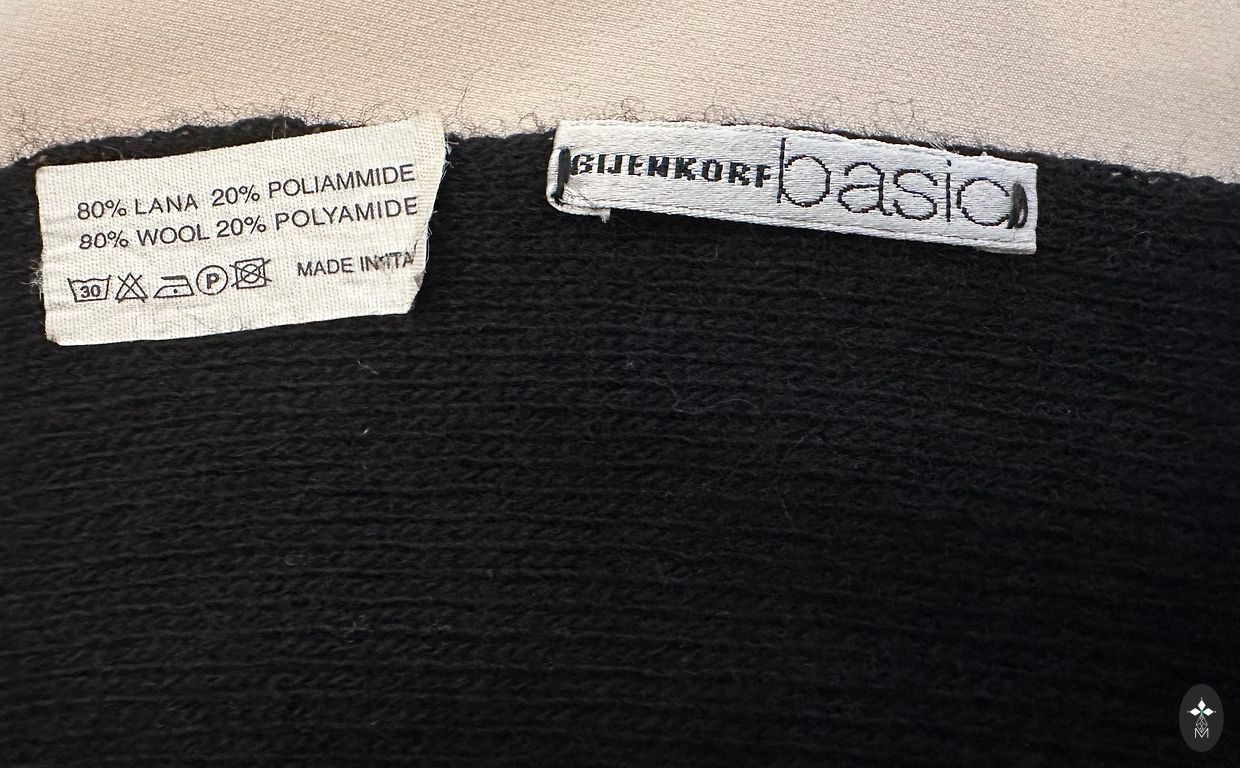 80% LANA 20% POLIAMMIDE
80% WOOL 20% POLYAMIDE
30 P MADE IN ITA
BIJENKORF basic
M